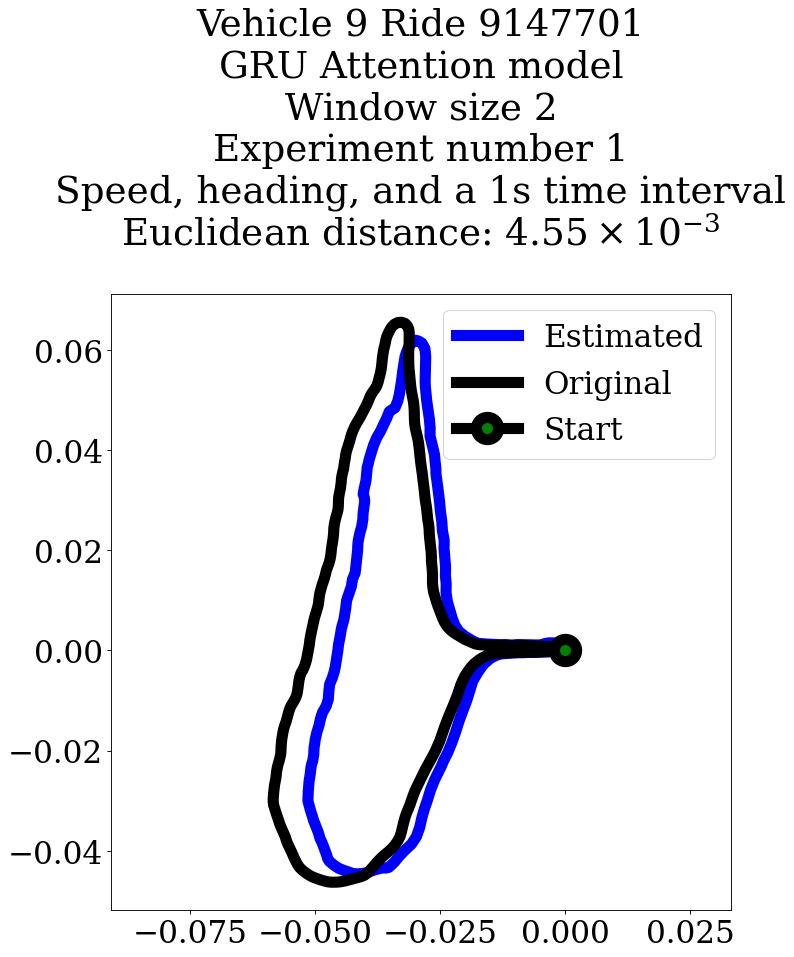 Vehicle 9 Ride 9147701
GRU Attention model
Window size 2
Experiment number 1
Speed, heading, and a 1s time interval
Euclidean distance: 4.55 × 10⁻³
Estimated
Original
Start
0.06
0.04
0.02
0.00
−0.02
−0.04
−0.075 −0.050 −0.025 0.000 0.025